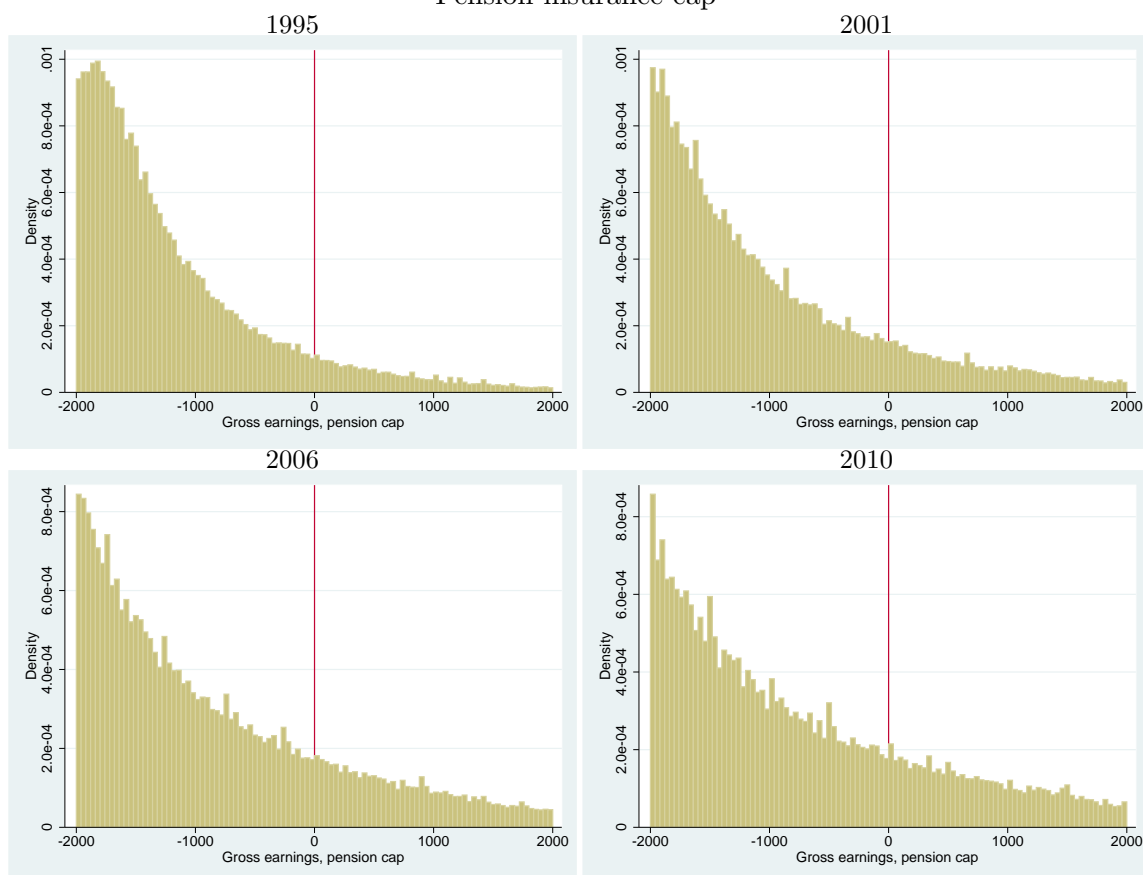 Pension insurance cap
1995
2001
Density
0
2.0e-04
4.0e-04
6.0e-04
8.0e-04
.001
-2000
-1000
0
1000
2000
Gross earnings, pension cap
Density
0
2.0e-04
4.0e-04
6.0e-04
8.0e-04
.001
-2000
-1000
0
1000
2000
Gross earnings, pension cap
2006
2010
Density
0
2.0e-04
4.0e-04
6.0e-04
8.0e-04
-2000
-1000
0
1000
2000
Gross earnings, pension cap
Density
0
2.0e-04
4.0e-04
6.0e-04
8.0e-04
-2000
-1000
0
1000
2000
Gross earnings, pension cap